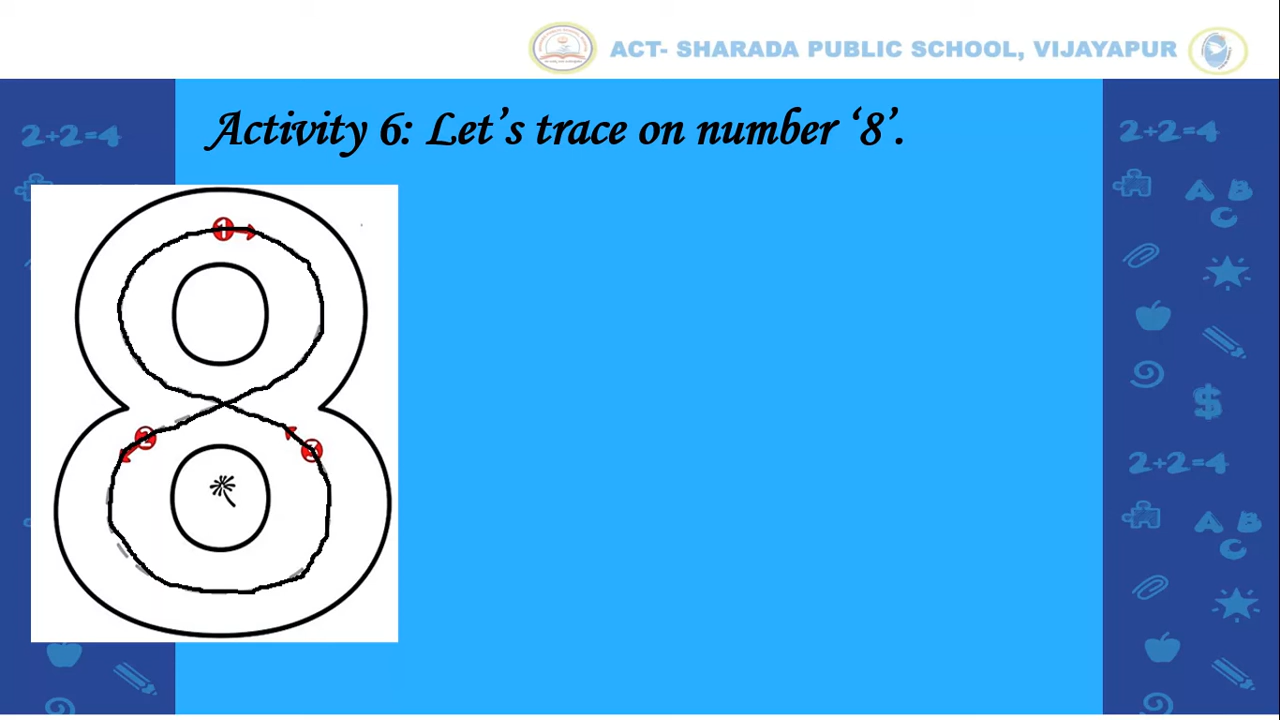 ACT- SHARADA PUBLIC SCHOOL, VIJAYAPUR
Activity 6: Let’s trace on number ‘8’.
2+2=4
2+2=4
A B
C
1
2
3
8
$
2+2=4
A B
C